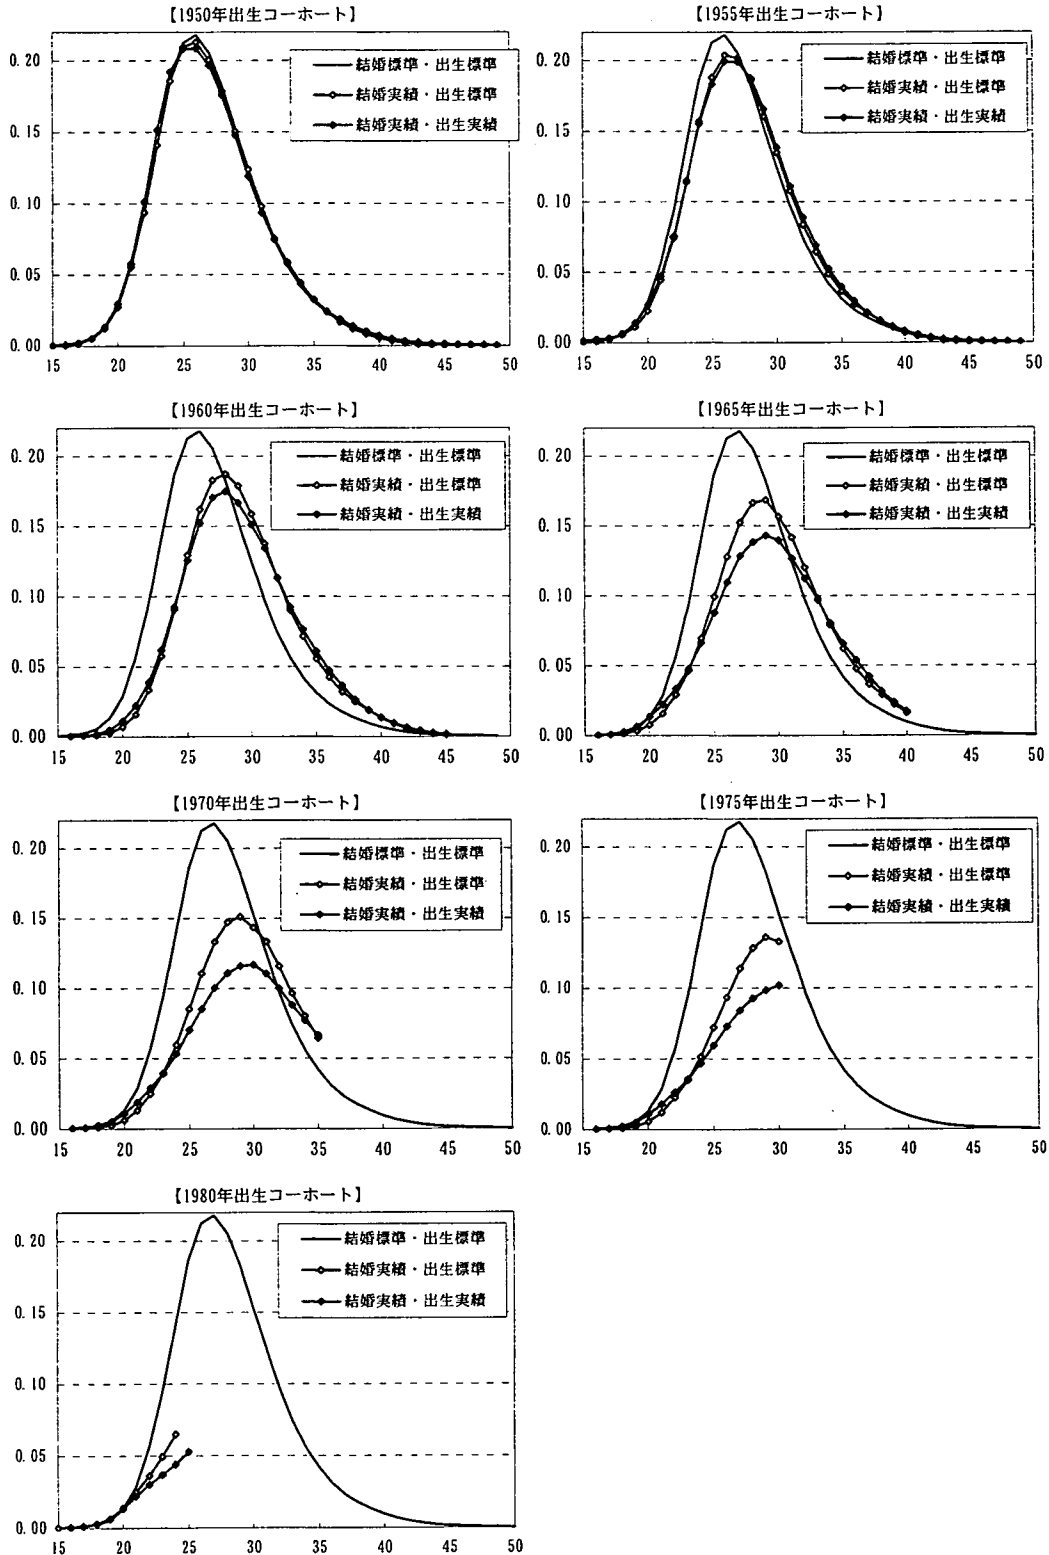 【1950年出生コーホート】
結婚標準・出生標準
結婚実績・出生標準
結婚実績・出生実績
0.20
0.15
0.10
0.05
0.00
15 20 25 30 35 40 45 50
【1955年出生コーホート】
結婚標準・出生標準
結婚実績・出生標準
結婚実績・出生実績
0.20
0.15
0.10
0.05
0.00
15 20 25 30 35 40 45 50
【1960年出生コーホート】
結婚標準・出生標準
結婚実績・出生標準
結婚実績・出生実績
0.20
0.15
0.10
0.05
0.00
15 20 25 30 35 40 45 50
【1965年出生コーホート】
結婚標準・出生標準
結婚実績・出生標準
結婚実績・出生実績
0.20
0.15
0.10
0.05
0.00
15 20 25 30 35 40 45 50
【1970年出生コーホート】
結婚標準・出生標準
結婚実績・出生標準
結婚実績・出生実績
0.20
0.15
0.10
0.05
0.00
15 20 25 30 35 40 45 50
【1975年出生コーホート】
結婚標準・出生標準
結婚実績・出生標準
結婚実績・出生実績
0.20
0.15
0.10
0.05
0.00
15 20 25 30 35 40 45 50
【1980年出生コーホート】
結婚標準・出生標準
結婚実績・出生標準
結婚実績・出生実績
0.20
0.15
0.10
0.05
0.00
15 20 25 30 35 40 45 50